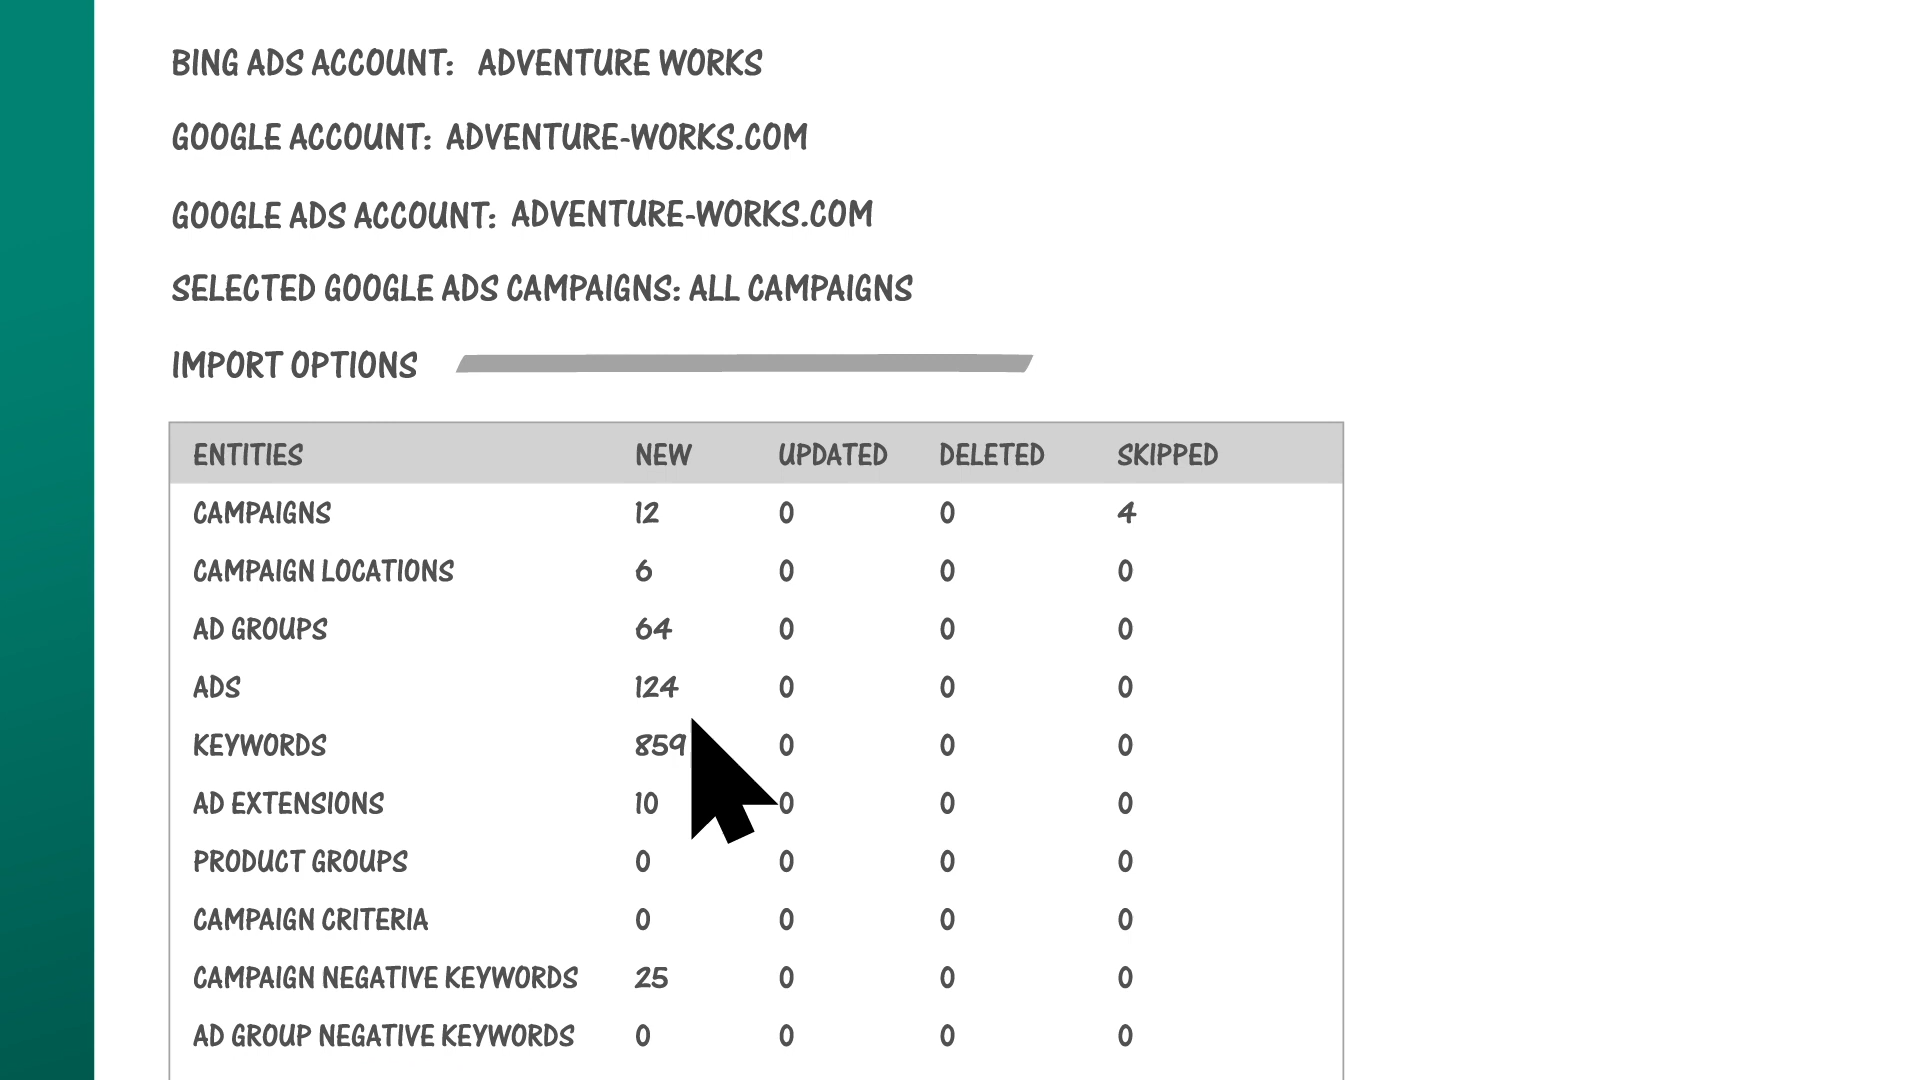 BING ADS ACCOUNT: ADVENTURE WORKS
GOOGLE ACCOUNT: ADVENTURE-WORKS.COM
GOOGLE ADS ACCOUNT: ADVENTURE-WORKS.COM
SELECTED GOOGLE ADS CAMPAIGNS: ALL CAMPAIGNS
IMPORT OPTIONS
ENTITIES NEW UPDATED DELETED SKIPPED
CAMPAIGNS 12 0 0 4
CAMPAIGN LOCATIONS 6 0 0 0
AD GROUPS 64 0 0 0
ADS 124 0 0 0
KEYWORDS 859 0 0 0
AD EXTENSIONS 10 0 0 0
PRODUCT GROUPS 0 0 0 0
CAMPAIGN CRITERIA 0 0 0 0
CAMPAIGN NEGATIVE KEYWORDS 25 0 0 0
AD GROUP NEGATIVE KEYWORDS 0 0 0 0